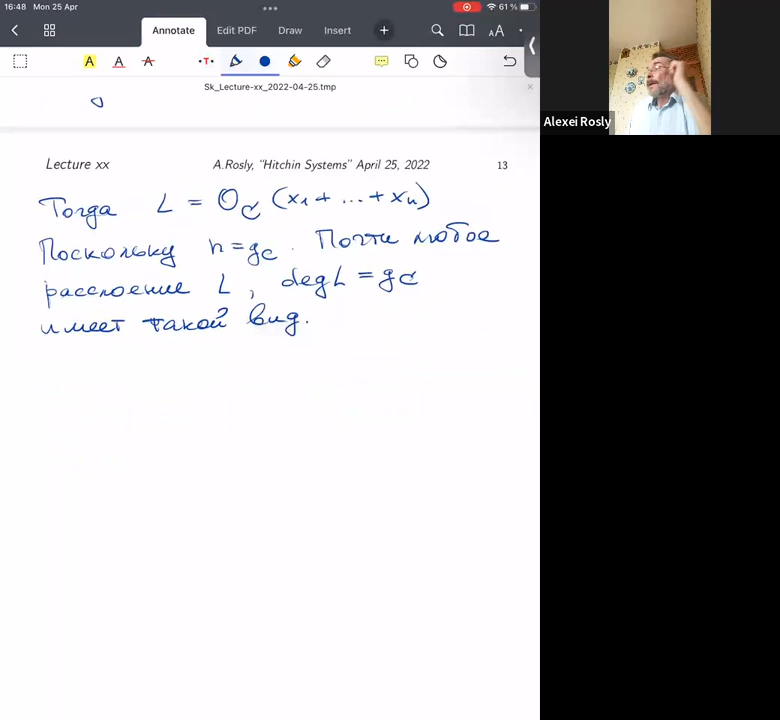 16:48 Mon 25 Apr
61 %
Annotate Edit PDF Draw Insert
AA
T
A A A
Sk_Lecture-xx_2022-04-25.tmp
Alexei Rosly
Lecture xx A.Rosly, "Hitchin Systems" April 25, 2022 13
Тогда L = O_C (x₁ + ... + xₙ)
Поскольку n = g_C . Почти любое
расслоение L , deg L = g_C
имеет такой вид.